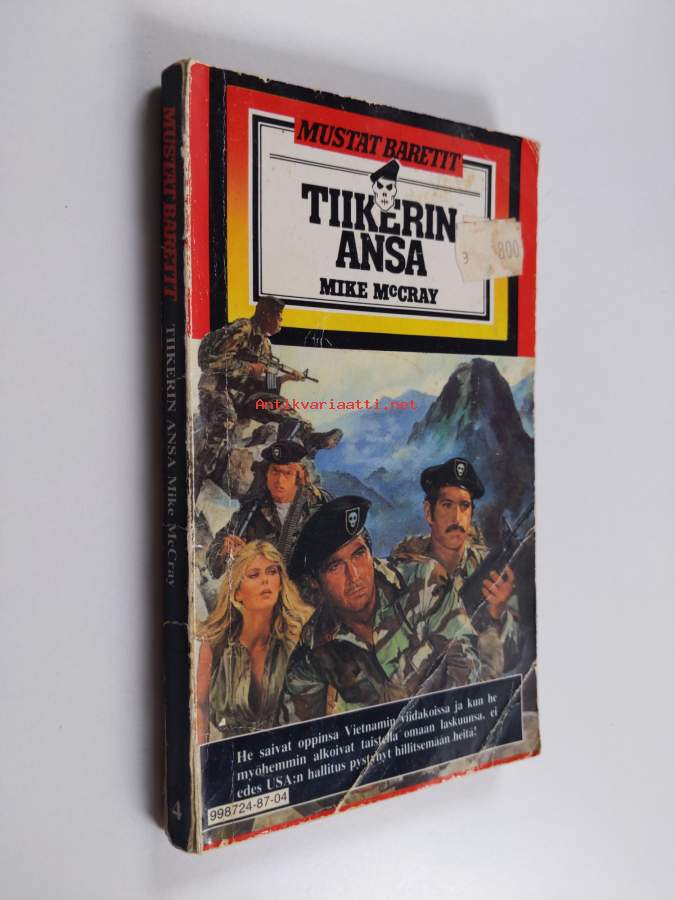 MUSTAT BARETIT
TIIKERIN
ANSA
MIKE McCRAY
3 800
Antikvariaatti.net
He saivat oppinsa Vietnamin viidakoissa ja kun he
myöhemmin alkoivat taistella omaan laskuunsa, ei
edes USA:n hallitus pystynyt hillitsemään heitä!
998724-87-04
MUSTAT BARETIT TIIKERIN ANSA Mike McCray
4